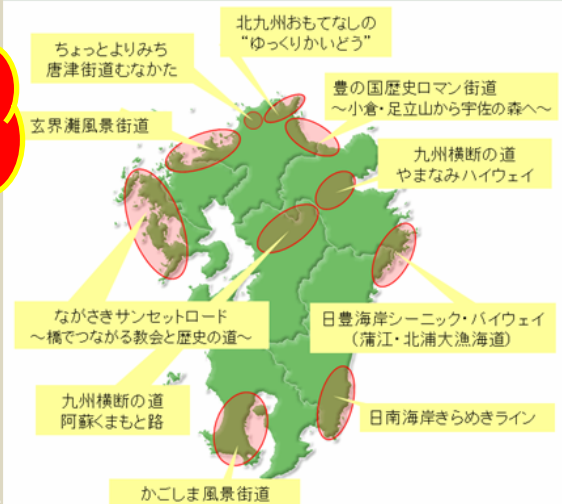 北九州おもてなしの
“ゆっくりかいどう”
ちょっとよりみち
唐津街道むなかた
豊の国歴史ロマン街道
～小倉・足立山から宇佐の森へ～
玄界灘風景街道
九州横断の道
やまなみハイウェイ
ながさきサンセットロード
～橋でつながる教会と歴史の道～
日豊海岸シーニック・バイウェイ
（蒲江・北浦大漁海道）
九州横断の道
阿蘇くまもと路
日南海岸きらめきライン
かごしま風景街道